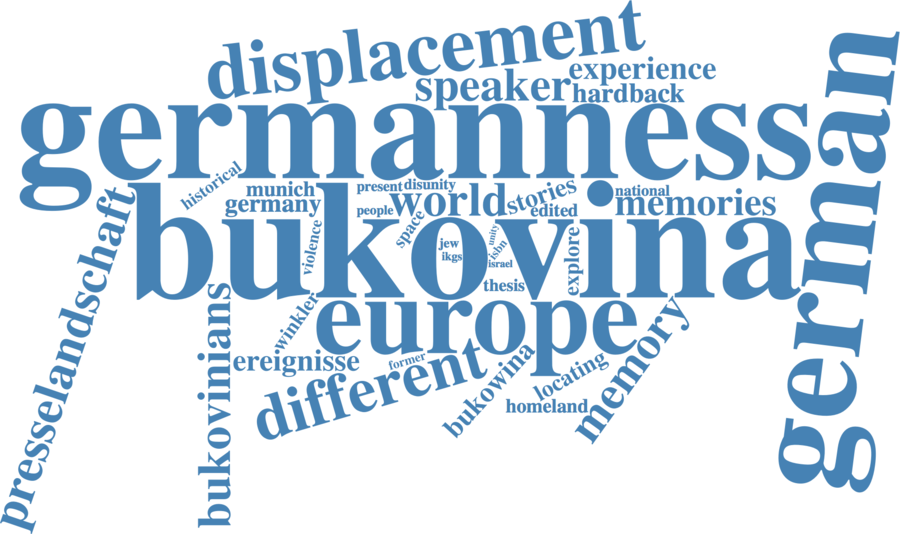 displacement
speaker
experience
hardback
germanness
german
historical
munich
germany
present
disunity
people
world
stories
edited
national
memories
bukovina
space
violence
jew
ikgs
unity
isbn
israel
thesis
explore
presselandschaft
bukovinians
winkler
europe
ereignisse
former
different
bukowina
locating
homeland
memory